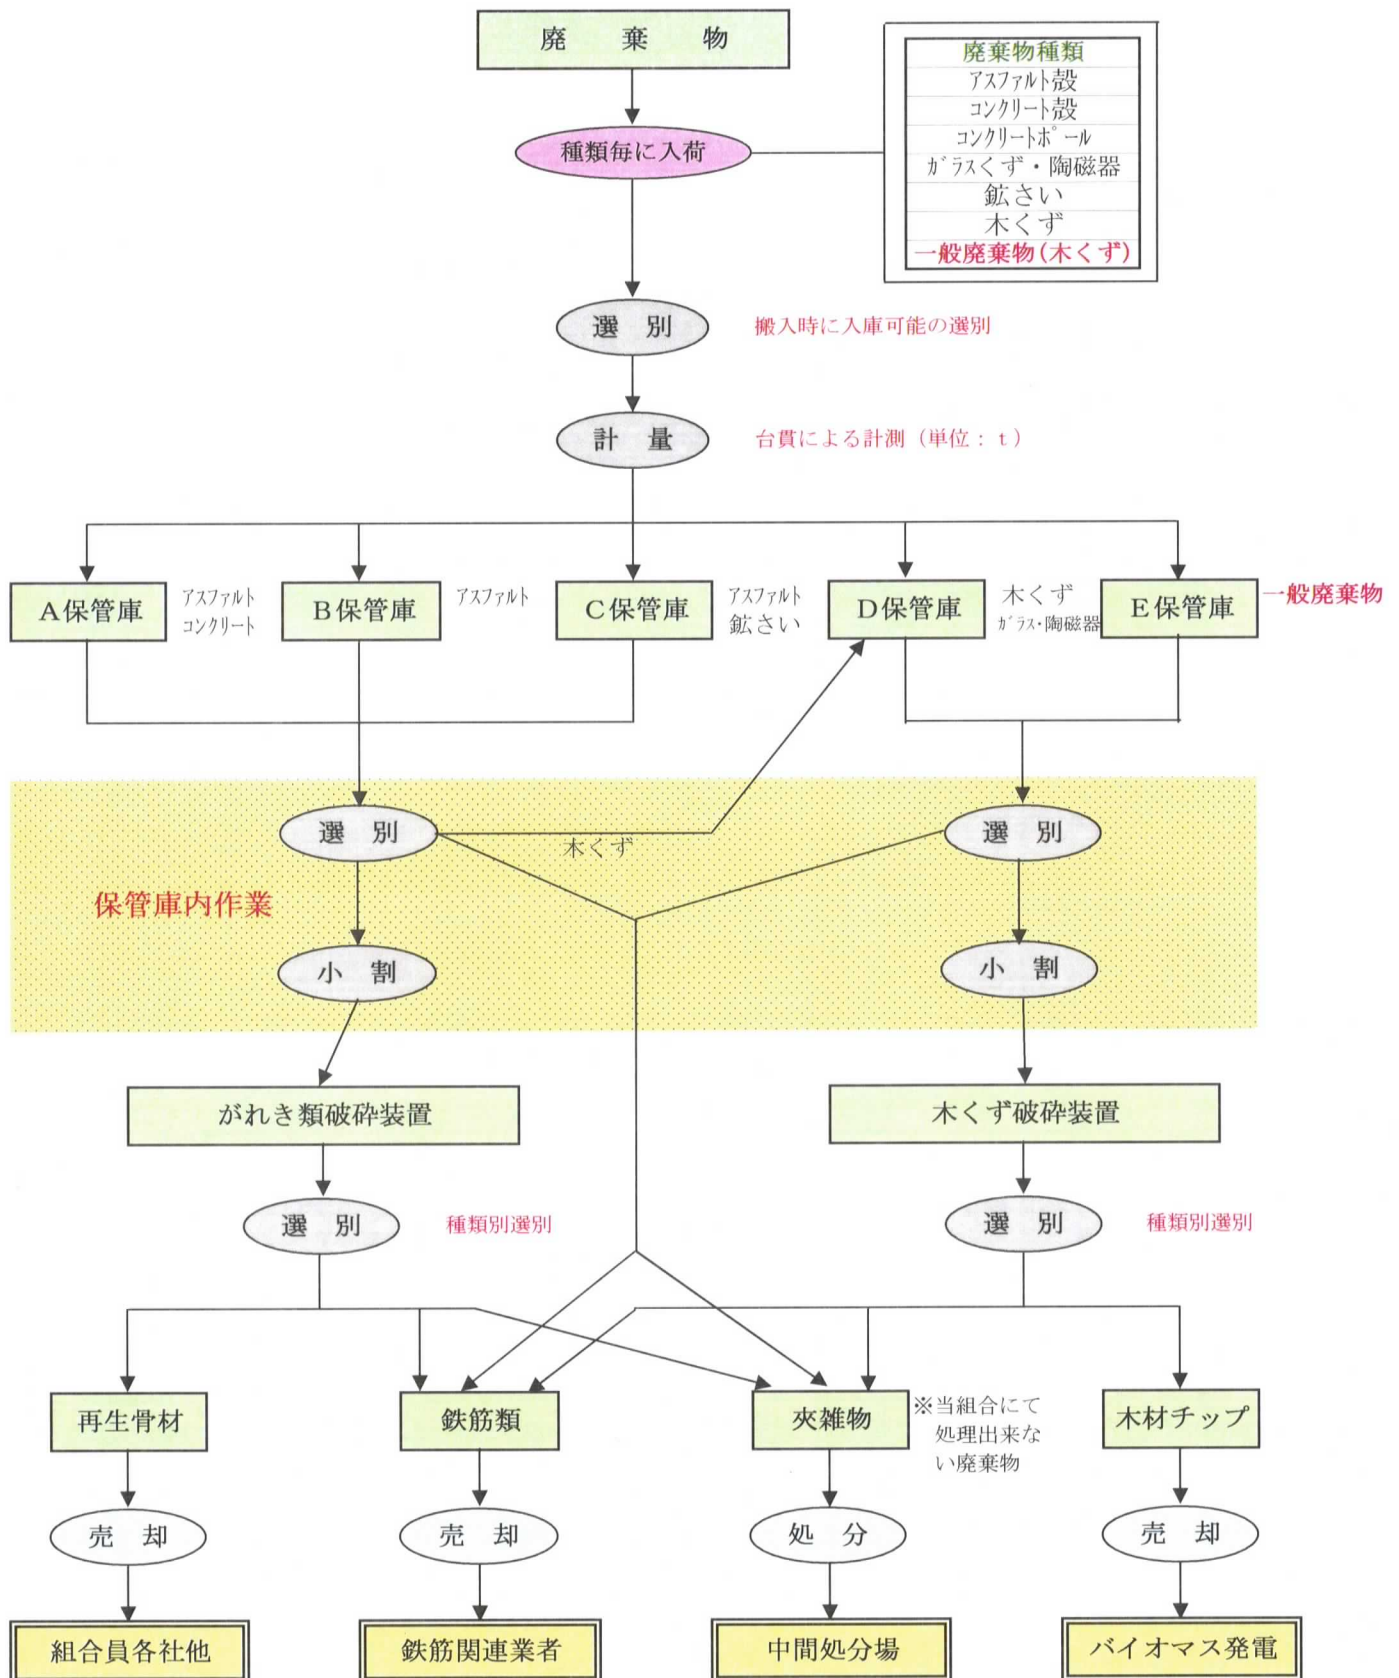 廃 棄 物
種類毎に入荷
廃棄物種類
アスファルト殻
コンクリート殻
コンクリートポール
ガラスくず・陶磁器
鉱さい
木くず
一般廃棄物(木くず)
選 別
搬入時に入庫可能の選別
計 量
台貫による計測（単位：ｔ）
A保管庫
アスファルト
コンクリート
B保管庫
アスファルト
C保管庫
アスファルト
鉱さい
D保管庫
木くず
ガラス・陶磁器
E保管庫
一般廃棄物
選 別
木くず
選 別
保管庫内作業
小 割
小 割
がれき類破砕装置
木くず破砕装置
選 別
種類別選別
選 別
種類別選別
再生骨材
鉄筋類
夾雑物
※当組合にて
処理出来な
い廃棄物
木材チップ
売 却
売 却
処 分
売 却
組合員各社他
鉄筋関連業者
中間処分場
バイオマス発電